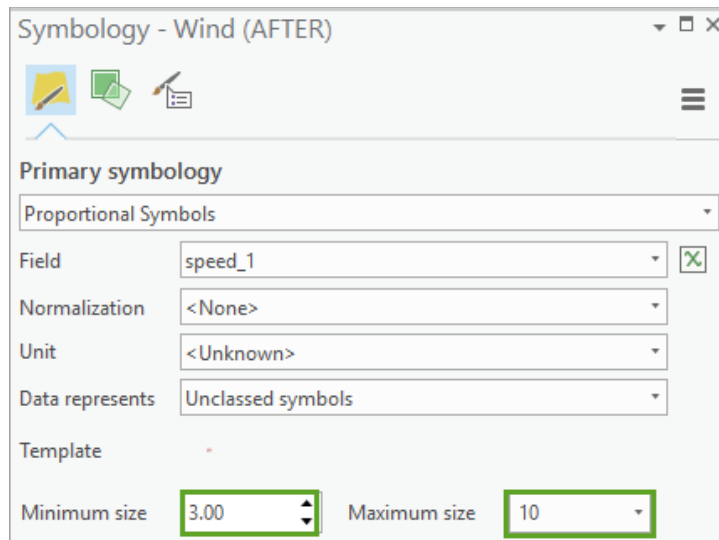 Symbology - Wind (AFTER)
Primary symbology
Proportional Symbols
Field speed_1
Normalization <None>
Unit <Unknown>
Data represents Unclassed symbols
Template
Minimum size 3.00 Maximum size 10